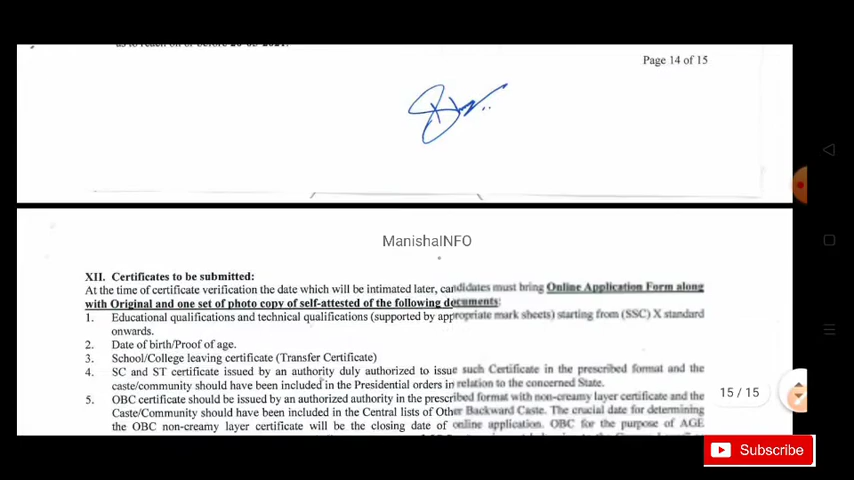 Page 14 of 15
ManishaINFO
XII. Certificates to be submitted:
At the time of certificate verification the date which will be intimated later, candidates must bring Online Application Form along
with Original and one set of photo copy of self-attested of the following documents:
1. Educational qualifications and technical qualifications (supported by appropriate mark sheets) starting from (SSC) X standard
onwards.
2. Date of birth/Proof of age.
3. School/College leaving certificate (Transfer Certificate)
4. SC and ST certificate issued by an authority duly authorized to issue such Certificate in the prescribed format and the
caste/community should have been included in the Presidential orders in relation to the concerned State.
5. OBC certificate should be issued by an authorized authority in the prescribed format with non-creamy layer certificate and the
Caste/Community should have been included in the Central lists of Other Backward Caste. The crucial date for determining
the OBC non-creamy layer certificate will be the closing date of online application. OBC for the purpose of AGE
15 / 15
Subscribe